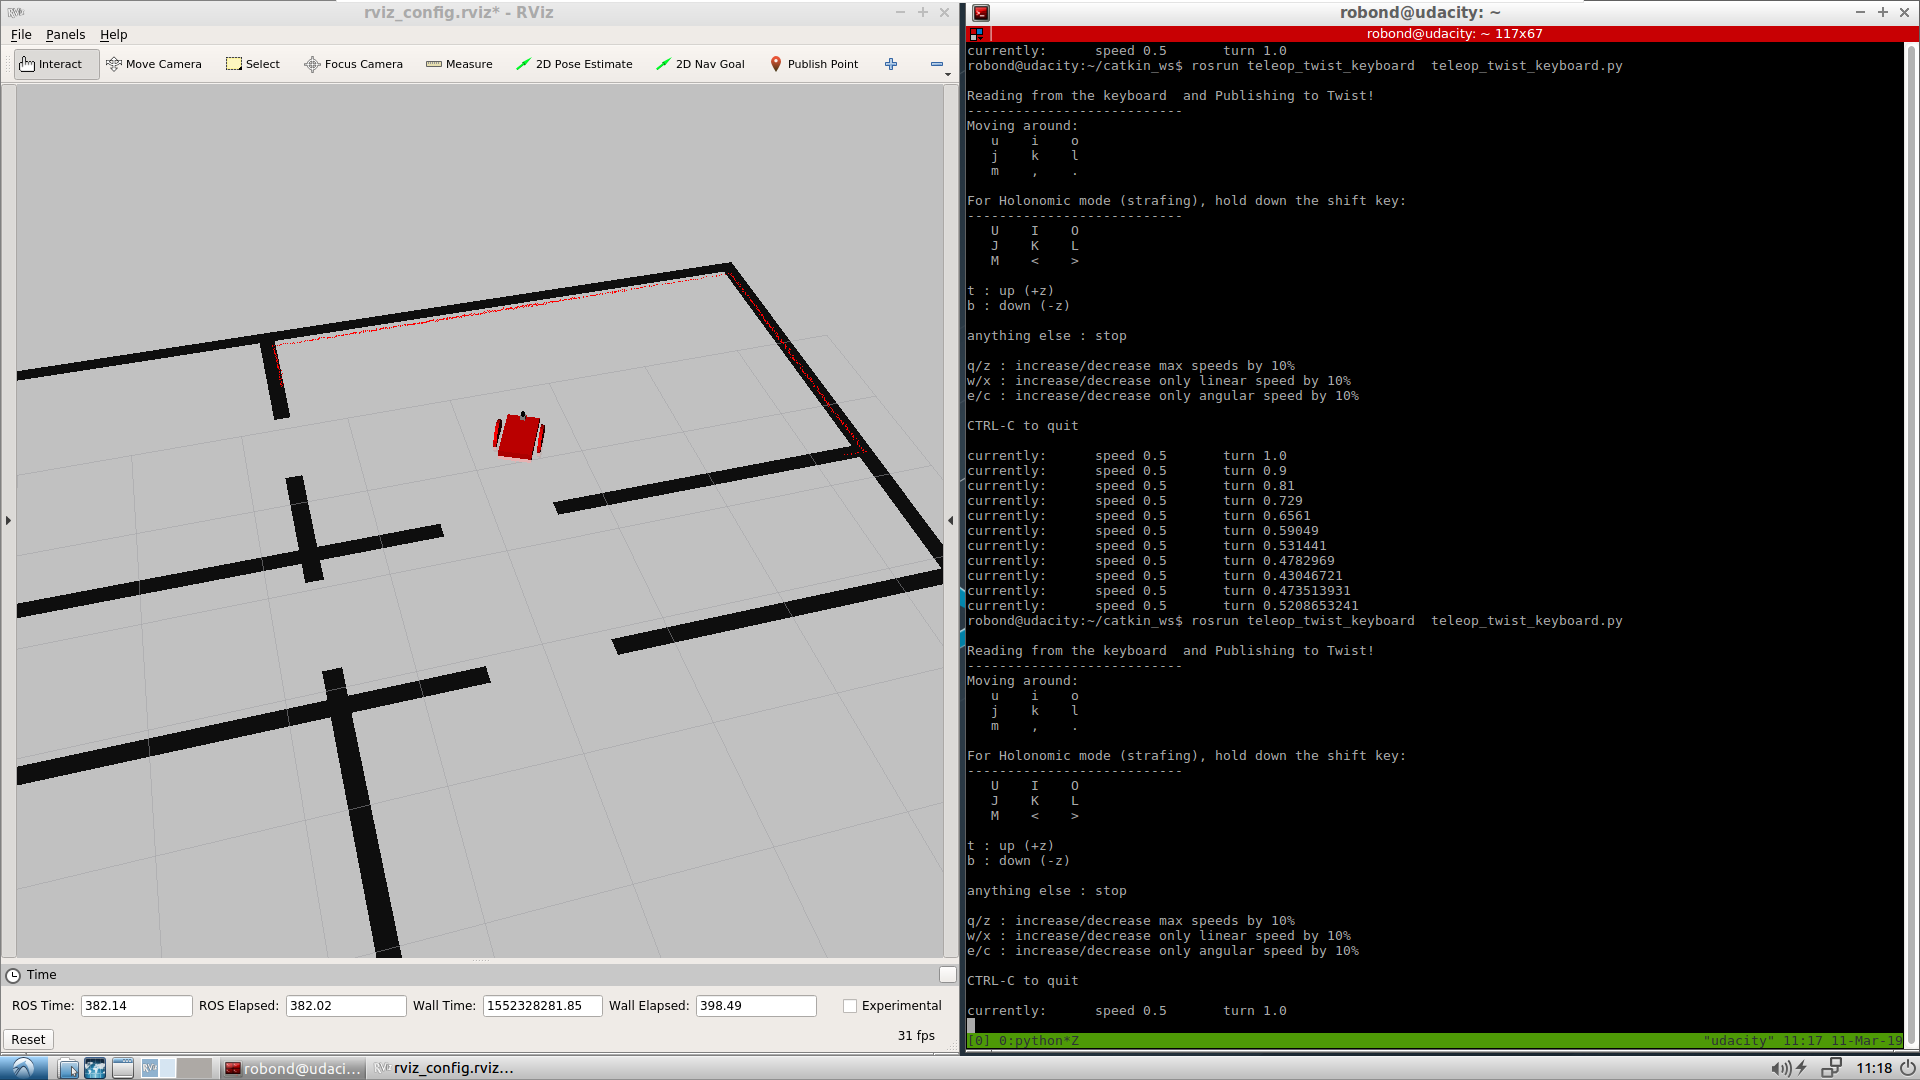 rviz_config.rviz* - RViz
File Panels Help
Interact Move Camera Select Focus Camera Measure 2D Pose Estimate 2D Nav Goal Publish Point
Time
ROS Time: 382.14 ROS Elapsed: 382.02 Wall Time: 1552328281.85 Wall Elapsed: 398.49 Experimental
Reset 31 fps
robond@udacity: ~
robond@udacity: ~ 117x67
currently: speed 0.5 turn 1.0
robond@udacity:~/catkin_ws$ rosrun teleop_twist_keyboard teleop_twist_keyboard.py
Reading from the keyboard and Publishing to Twist!
---------------------------
Moving around:
u i o
j k l
m , .
For Holonomic mode (strafing), hold down the shift key:
---------------------------
U I O
J K L
M < >
t : up (+z)
b : down (-z)
anything else : stop
q/z : increase/decrease max speeds by 10%
w/x : increase/decrease only linear speed by 10%
e/c : increase/decrease only angular speed by 10%
CTRL-C to quit
currently: speed 0.5 turn 1.0
currently: speed 0.5 turn 0.9
currently: speed 0.5 turn 0.81
currently: speed 0.5 turn 0.729
currently: speed 0.5 turn 0.6561
currently: speed 0.5 turn 0.59049
currently: speed 0.5 turn 0.531441
currently: speed 0.5 turn 0.4782969
currently: speed 0.5 turn 0.43046721
currently: speed 0.5 turn 0.473513931
currently: speed 0.5 turn 0.5208653241
robond@udacity:~/catkin_ws$ rosrun teleop_twist_keyboard teleop_twist_keyboard.py
Reading from the keyboard and Publishing to Twist!
---------------------------
Moving around:
u i o
j k l
m , .
For Holonomic mode (strafing), hold down the shift key:
---------------------------
U I O
J K L
M < >
t : up (+z)
b : down (-z)
anything else : stop
q/z : increase/decrease max speeds by 10%
w/x : increase/decrease only linear speed by 10%
e/c : increase/decrease only angular speed by 10%
CTRL-C to quit
currently: speed 0.5 turn 1.0
[0] 0:python*Z "udacity" 11:17 11-Mar-19
robond@udaci... rviz_config.rviz... 11:18